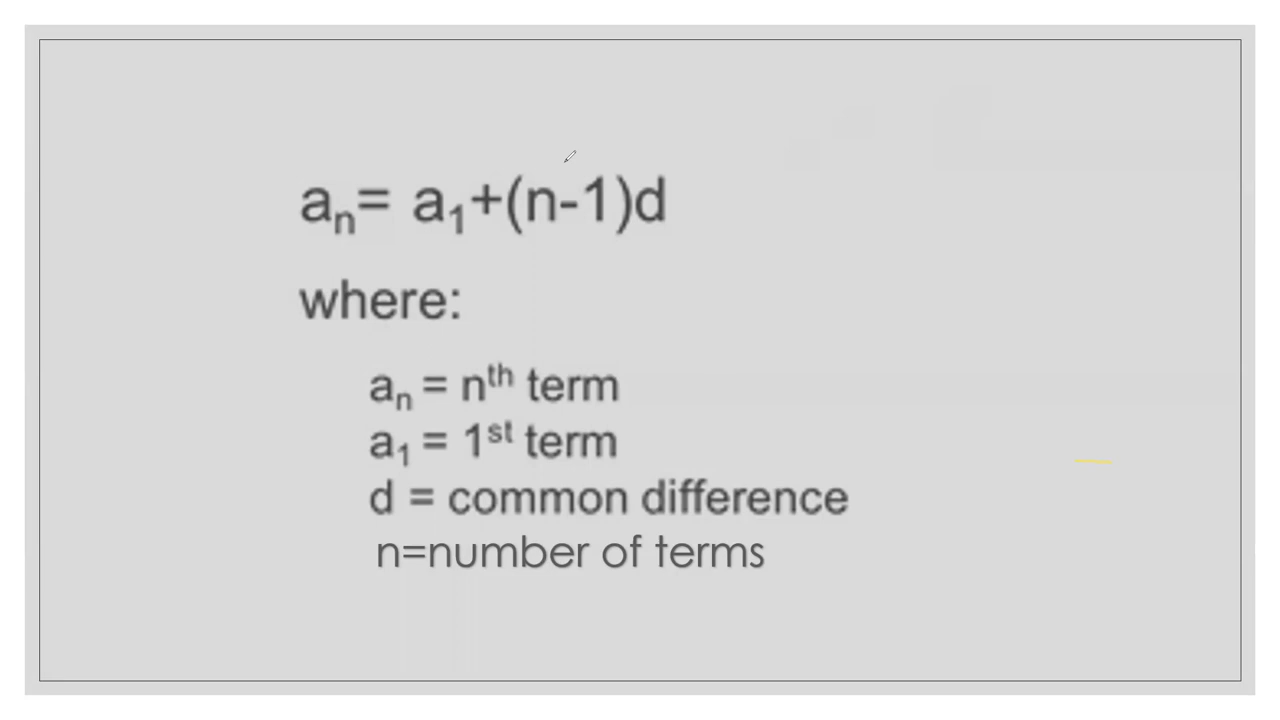 aₙ= a₁+(n-1)d
where:
aₙ = nᵗʰ term
a₁ = 1ˢᵗ term
d = common difference
n=number of terms